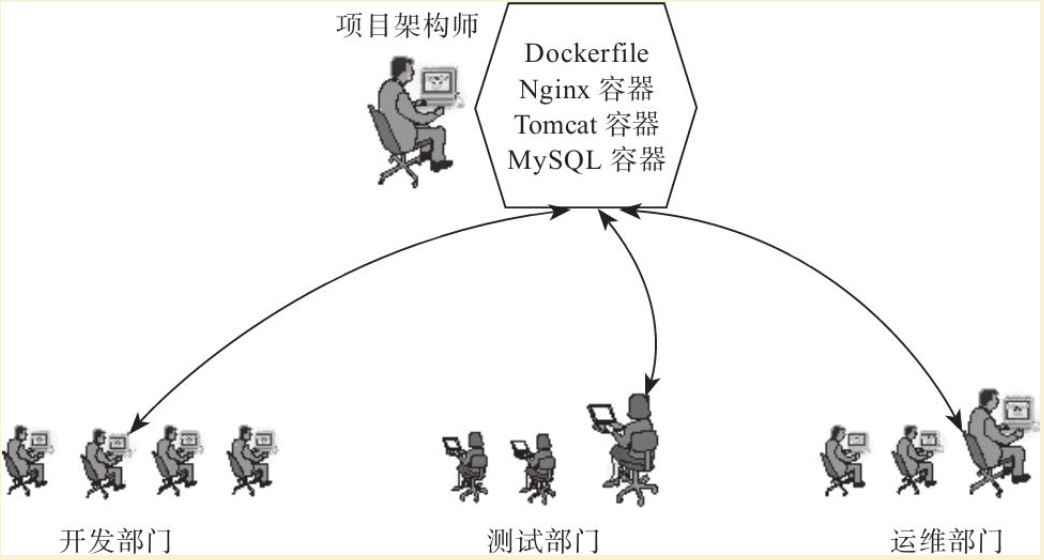 项目架构师
Dockerfile
Nginx 容器
Tomcat 容器
MySQL 容器
开发部门
测试部门
运维部门